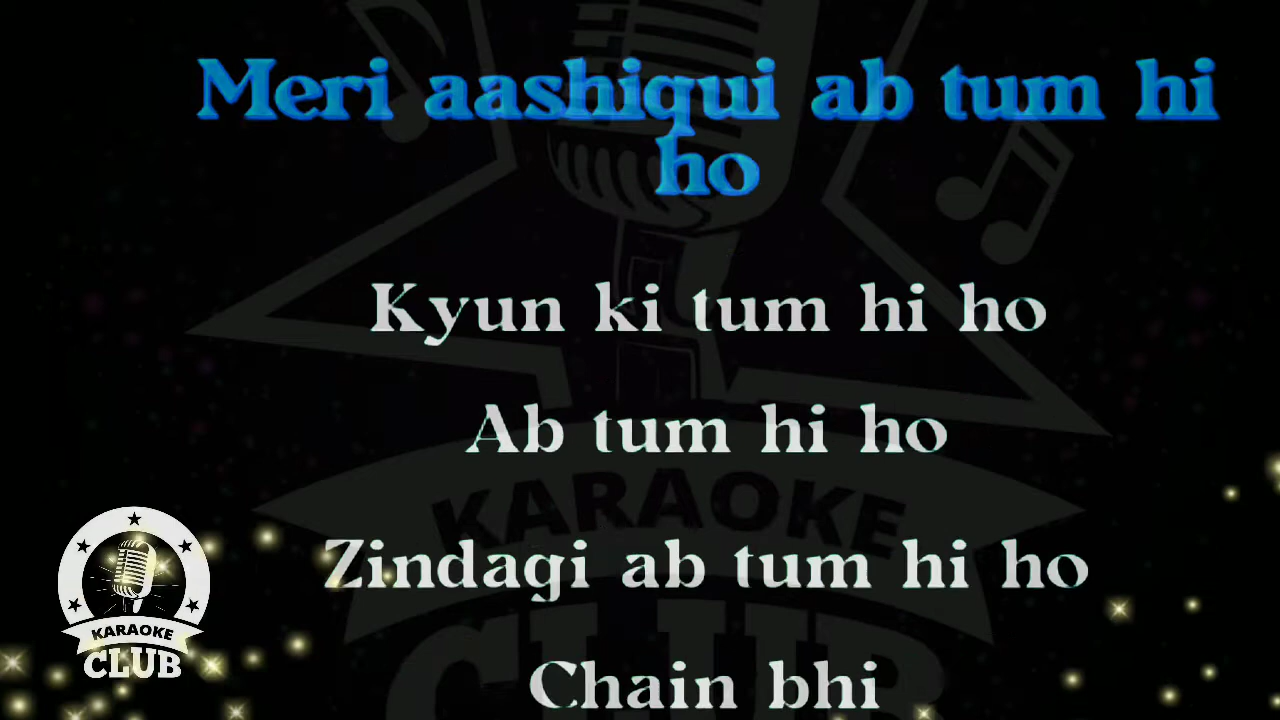 Meri aashiqui ab tum hi
ho
Kyun ki tum hi ho
Ab tum hi ho
Zindagi ab tum hi ho
Chain bhi
KARAOKE
CLUB
KARAOKE
CLUB